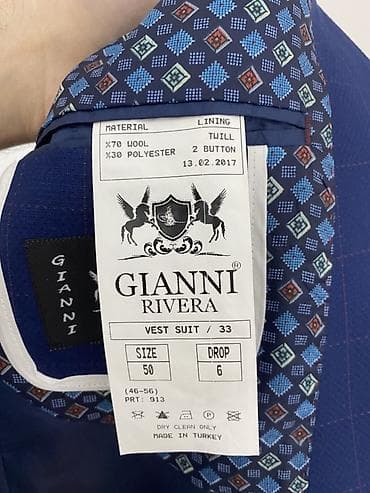 MATERIAL LINING
%70 WOOL TWILL
%30 POLYESTER 2 BUTTON
13.02.2017
GIANNI
RIVERA
VEST SUIT / 33
SIZE DROP
50 6
(46-56)
PRT: 913
DRY CLEAN ONLY
MADE IN TURKEY
GIANNI